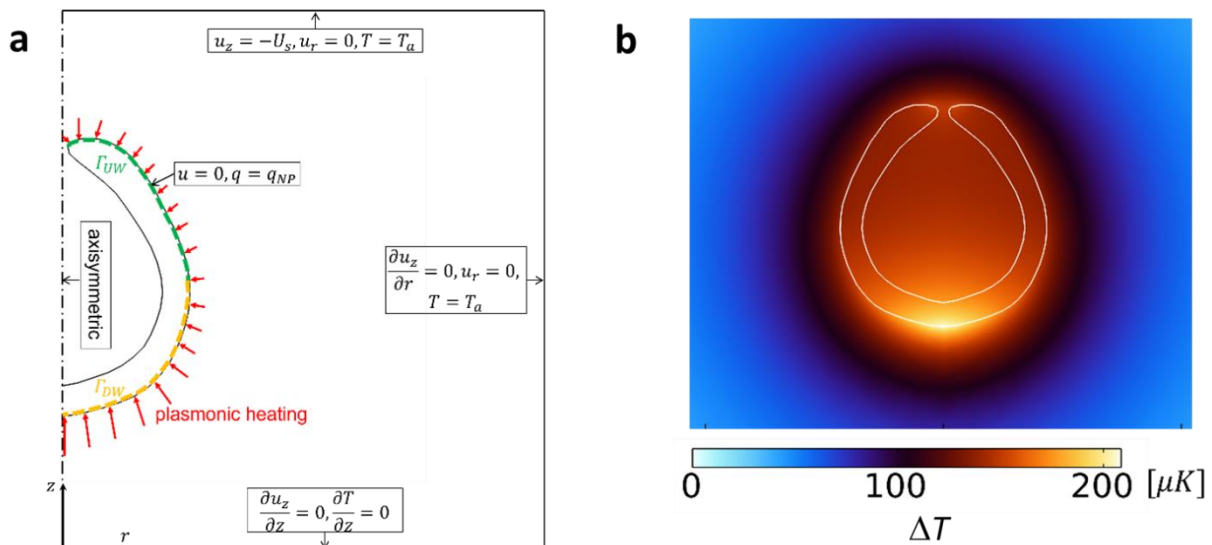 a
u_z = −U_s, u_r = 0, T = T_a
Γ_UW
u = 0, q = q_NP
axisymmetric
∂u_z/∂r = 0, u_r = 0,
T = T_a
Γ_DW
plasmonic heating
z
r
∂u_z/∂z = 0, ∂T/∂z = 0
b
0 100 200 [μK]
ΔT